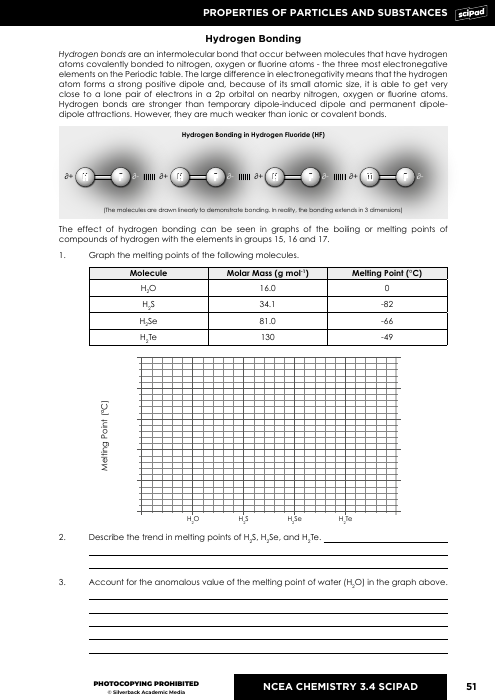 PROPERTIES OF PARTICLES AND SUBSTANCES scipad
Hydrogen Bonding
Hydrogen bonds are an intermolecular bond that occur between molecules that have hydrogen
atoms covalently bonded to nitrogen, oxygen or fluorine atoms - the three most electronegative
elements on the Periodic table. The large difference in electronegativity means that the hydrogen
atom forms a strong positive dipole and, because of its small atomic size, it is able to get very
close to a lone pair of electrons in a 2p orbital on nearby nitrogen, oxygen or fluorine atoms.
Hydrogen bonds are stronger than temporary dipole-induced dipole and permanent dipole-
dipole attractions. However, they are much weaker than ionic or covalent bonds.
Hydrogen Bonding in Hydrogen Fluoride (HF)
∂+ H F ∂- ∂+ H F ∂- ∂+ H F ∂- ∂+ H F ∂-
(The molecules are drawn linearly to demonstrate bonding. In reality, the bonding extends in 3 dimensions)
The effect of hydrogen bonding can be seen in graphs of the boiling or melting points of
compounds of hydrogen with the elements in groups 15, 16 and 17.
1. Graph the melting points of the following molecules.
Molecule Molar Mass (g mol⁻¹) Melting Point (°C)
H₂O 16.0 0
H₂S 34.1 -82
H₂Se 81.0 -66
H₂Te 130 -49
Melting Point (°C)
H₂O H₂S H₂Se H₂Te
2. Describe the trend in melting points of H₂S, H₂Se, and H₂Te.
3. Account for the anomalous value of the melting point of water (H₂O) in the graph above.
PHOTOCOPYING PROHIBITED
© Silverback Academic Media
NCEA CHEMISTRY 3.4 SCIPAD
51